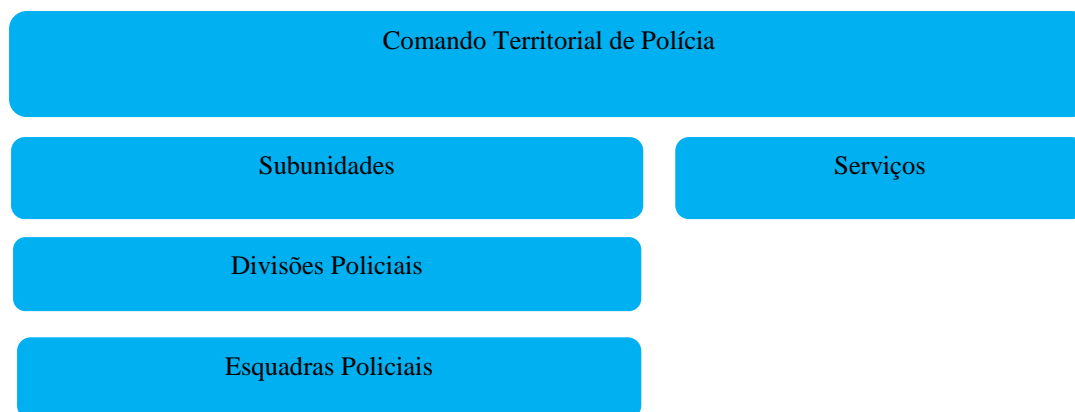 Comando Territorial de Polícia
Subunidades
Serviços
Divisões Policiais
Esquadras Policiais